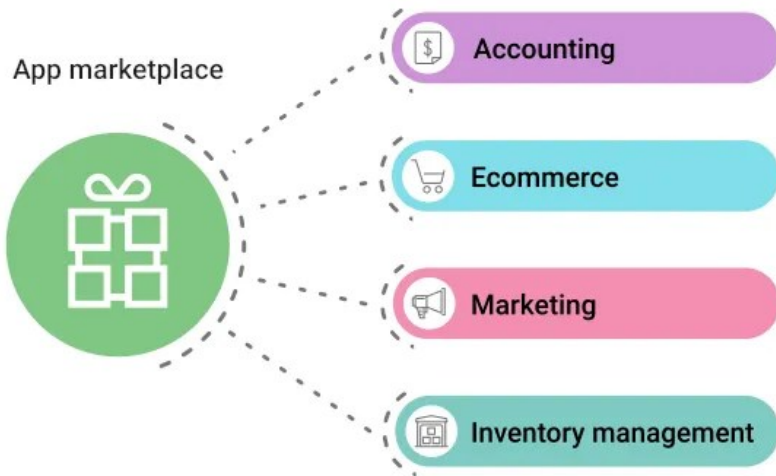 App marketplace
$
Accounting
Ecommerce
Marketing
Inventory management